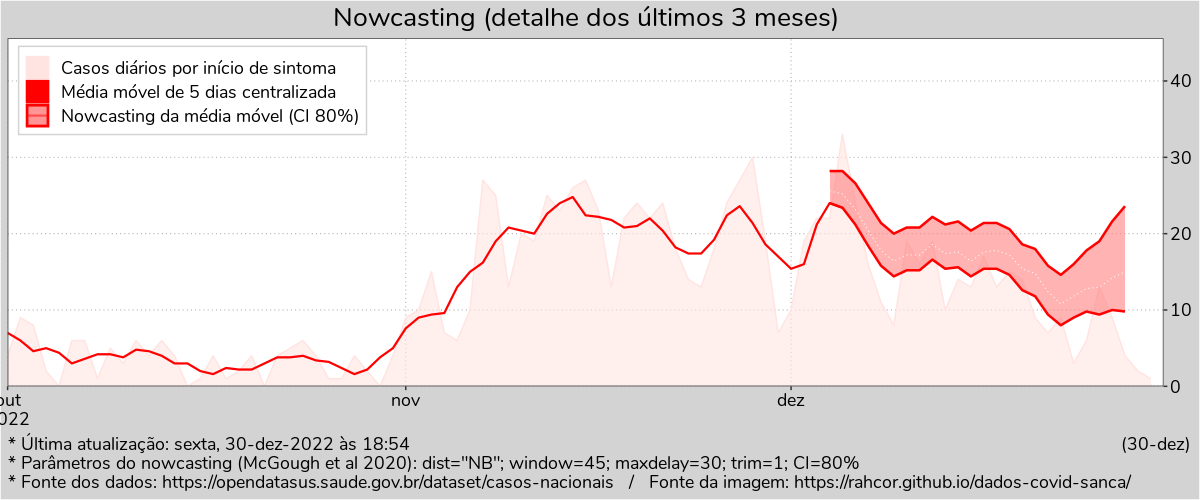 Nowcasting (detalhe dos últimos 3 meses)
Casos diários por início de sintoma
Média móvel de 5 dias centralizada
Nowcasting da média móvel (CI 80%)
40
30
20
10
0
out nov dez
2022
* Última atualização: sexta, 30-dez-2022 às 18:54 (30-dez)
* Parâmetros do nowcasting (McGough et al 2020): dist="NB"; window=45; maxdelay=30; trim=1; CI=80%
* Fonte dos dados: https://opendatasus.saude.gov.br/dataset/casos-nacionais / Fonte da imagem: https://rahcor.github.io/dados-covid-sanca/